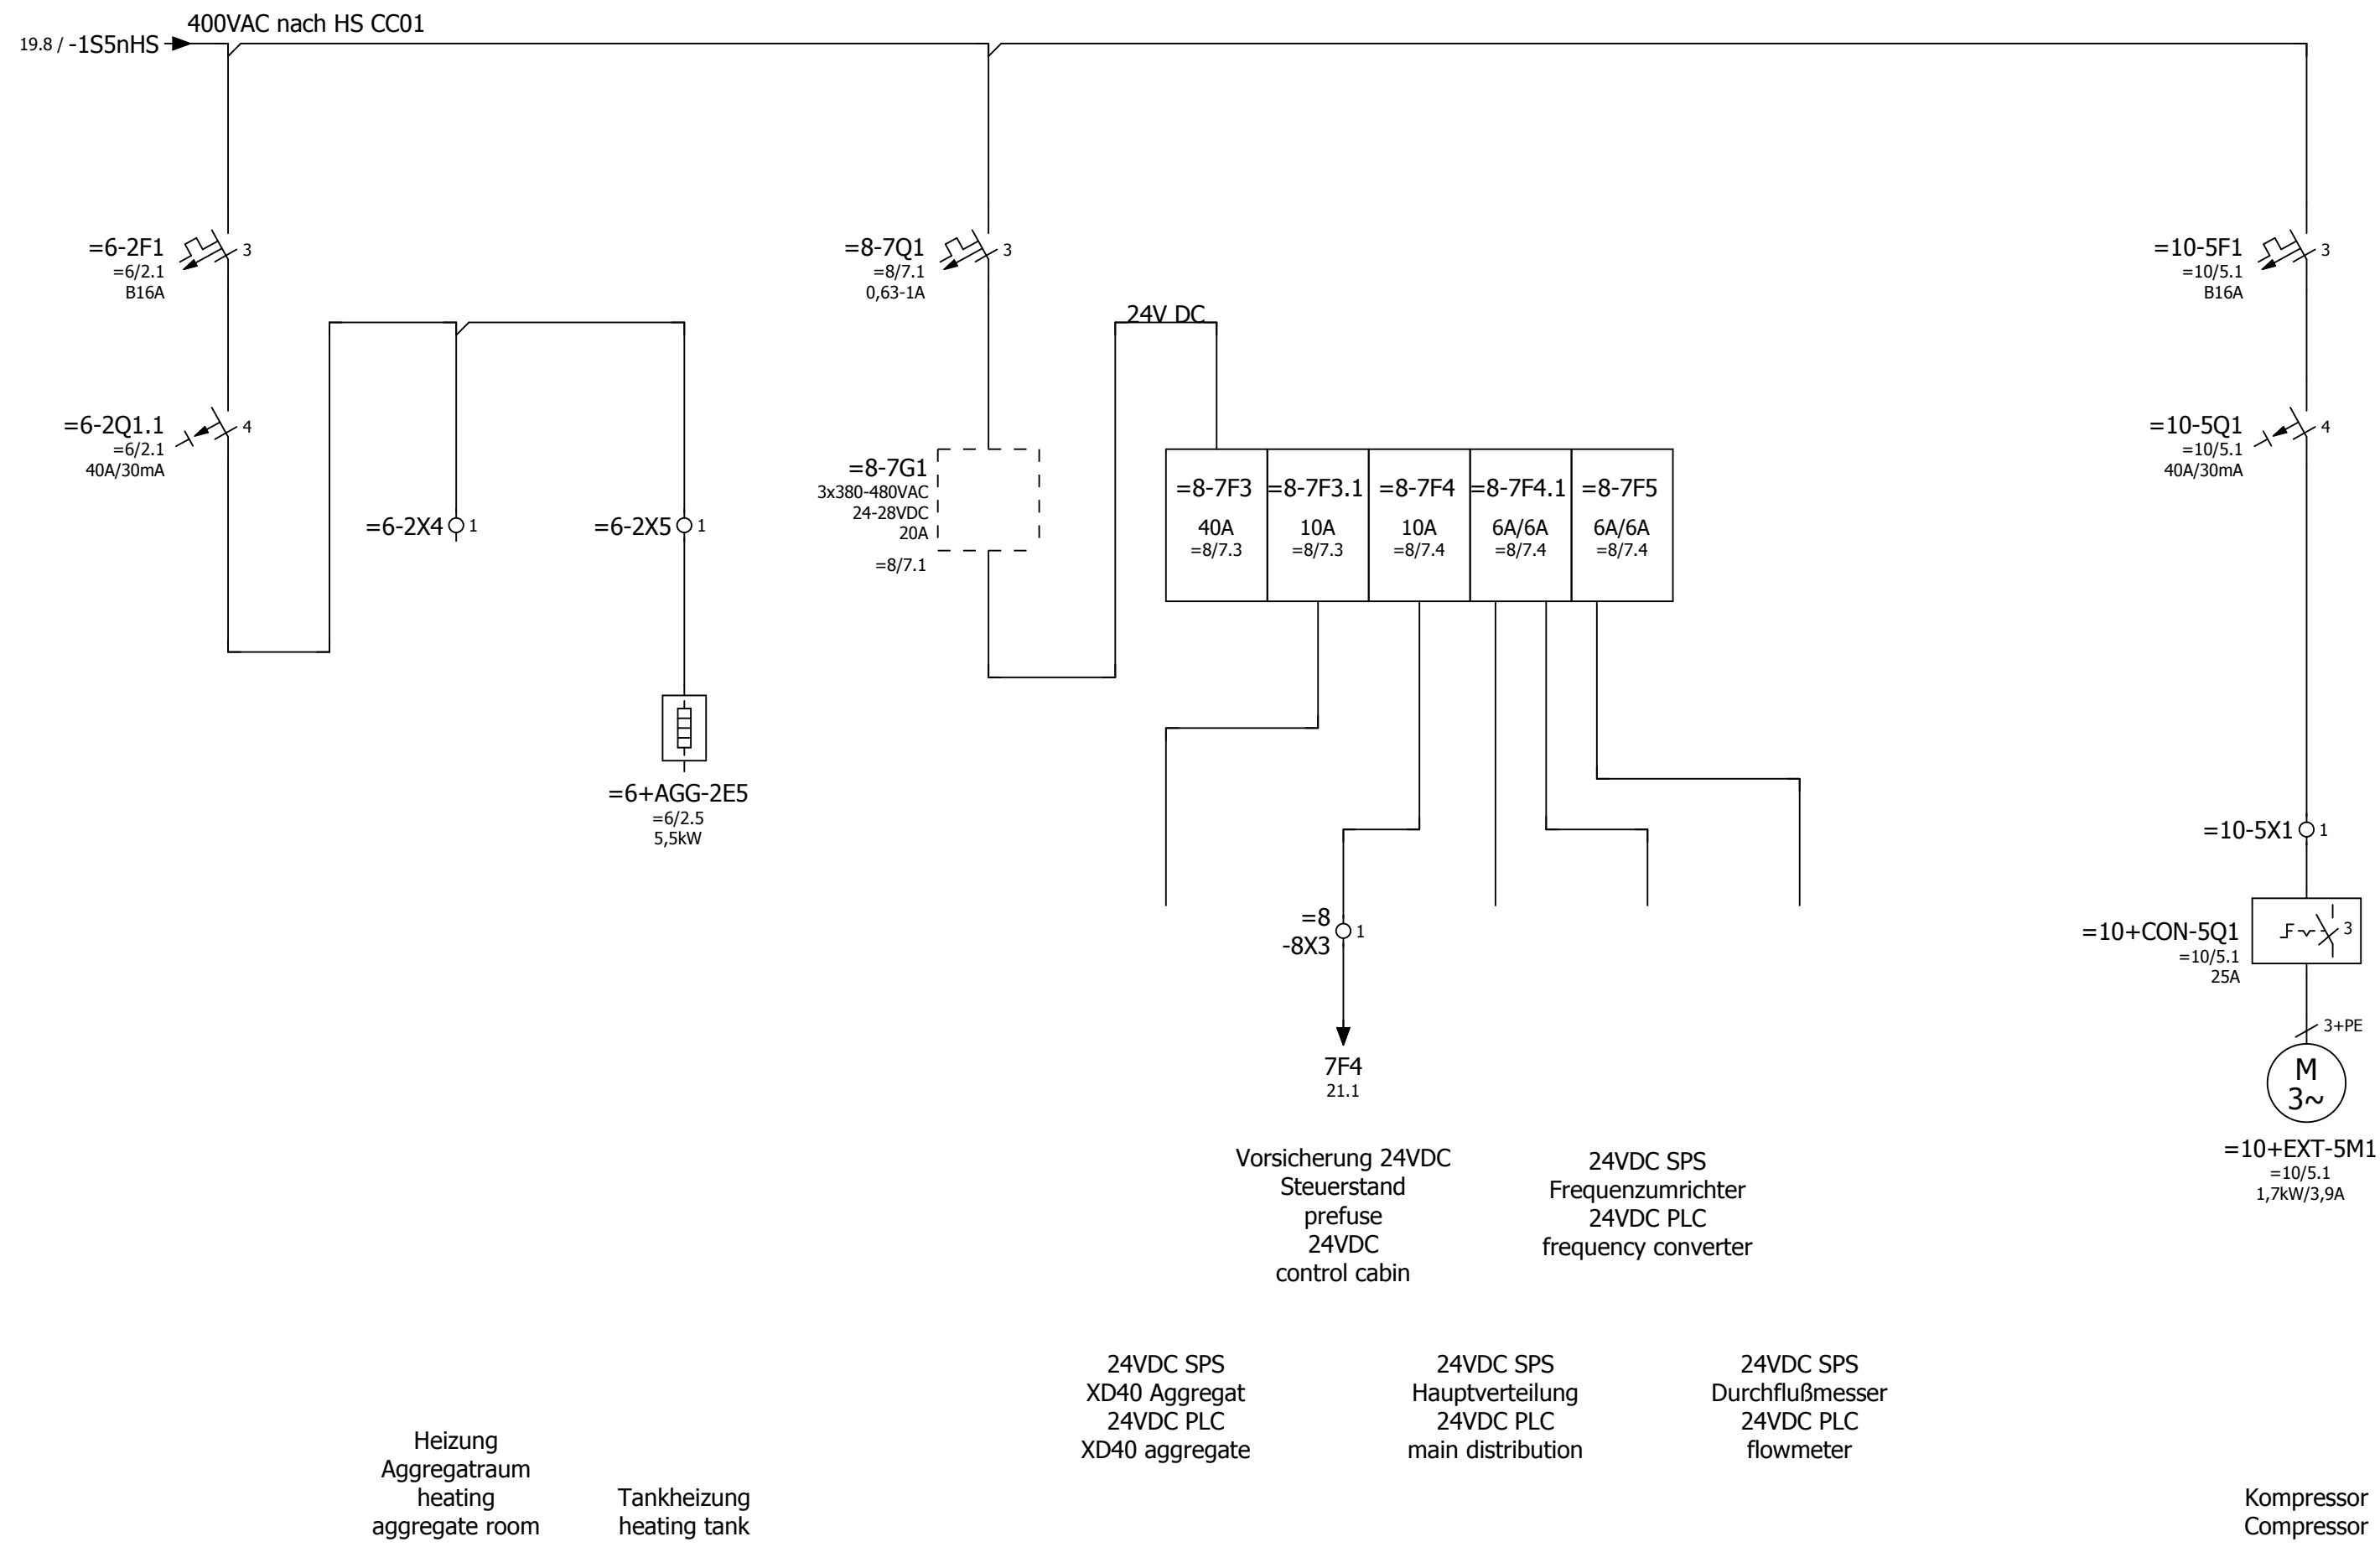 400VAC nach HS CC01
19.8 / -1S5nHS
=6-2F1
=6/2.1
B16A
3
=8-7Q1
=8/7.1
0,63-1A
3
=10-5F1
=10/5.1
B16A
3
24V DC
=6-2Q1.1
=6/2.1
40A/30mA
4
=10-5Q1
=10/5.1
40A/30mA
4
=6-2X4
1
=6-2X5
1
=8-7G1
3x380-480VAC
24-28VDC
20A
=8/7.1
=8-7F3
40A
=8/7.3
=8-7F3.1
10A
=8/7.3
=8-7F4
10A
=8/7.4
=8-7F4.1
6A/6A
=8/7.4
=8-7F5
6A/6A
=8/7.4
=6+AGG-2E5
=6/2.5
5,5kW
=10-5X1
1
=8
-8X3
1
=10+CON-5Q1
=10/5.1
25A
3
3+PE
M
3~
=10+EXT-5M1
=10/5.1
1,7kW/3,9A
7F4
21.1
Vorsicherung 24VDC
Steuerstand
prefuse
24VDC
control cabin
24VDC SPS
Frequenzumrichter
24VDC PLC
frequency converter
24VDC SPS
XD40 Aggregat
24VDC PLC
XD40 aggregate
24VDC SPS
Hauptverteilung
24VDC PLC
main distribution
24VDC SPS
Durchflußmesser
24VDC PLC
flowmeter
Heizung
Aggregatraum
heating
aggregate room
Tankheizung
heating tank
Kompressor
Compressor